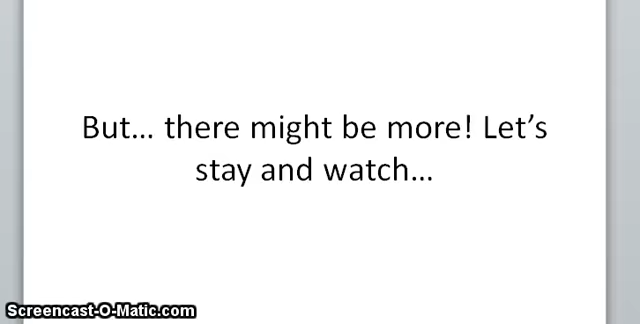 But... there might be more! Let’s
stay and watch...
Screencast-O-Matic.com